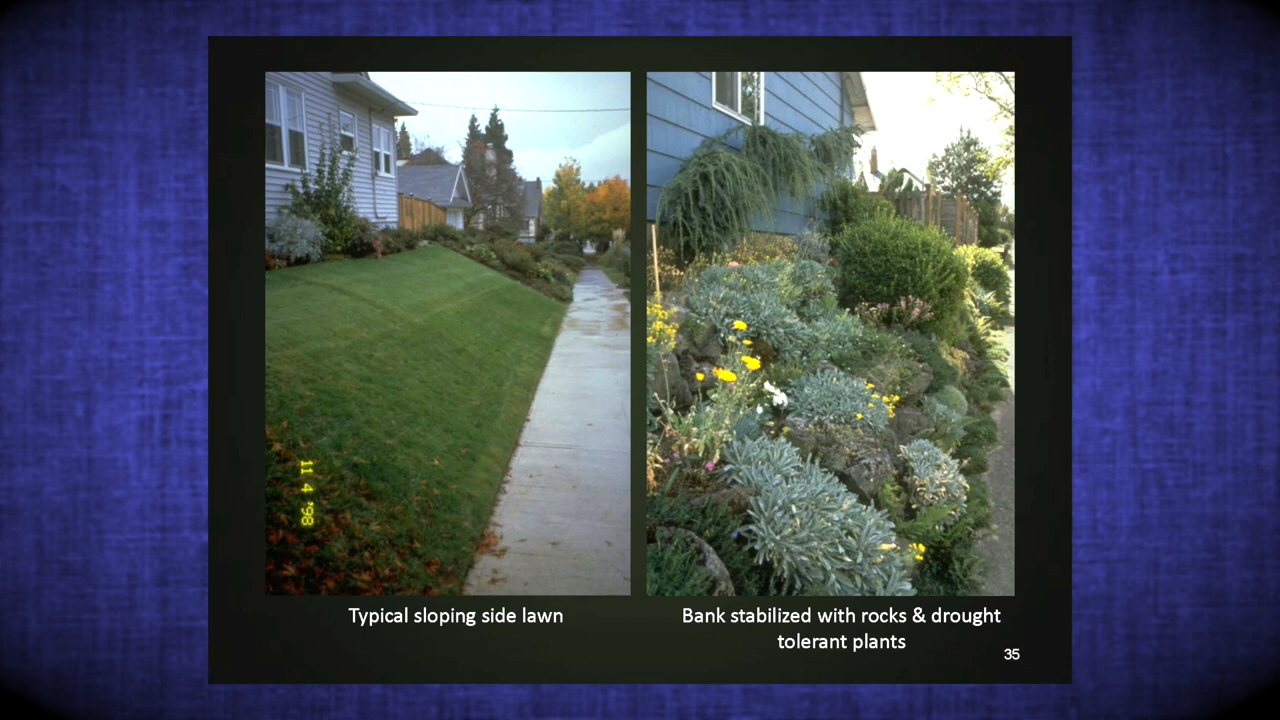 11 4 '98
Typical sloping side lawn
Bank stabilized with rocks & drought
tolerant plants
35